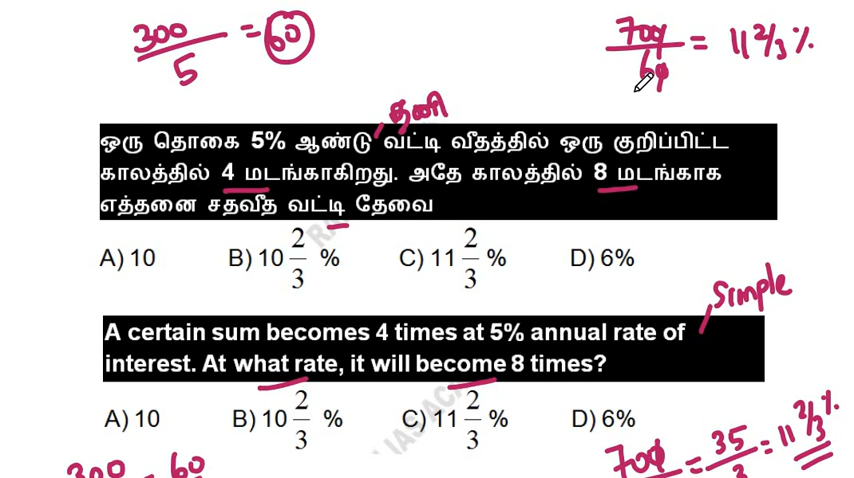 300/5 = 60
700/60 = 11 2/3 %
தனி
ஒரு தொகை 5% ஆண்டு வட்டி வீதத்தில் ஒரு குறிப்பிட்ட
காலத்தில் 4 மடங்காகிறது. அதே காலத்தில் 8 மடங்காக
எத்தனை சதவீத வட்டி தேவை
A) 10 B) 10 2/3 % C) 11 2/3 % D) 6%
Simple
A certain sum becomes 4 times at 5% annual rate of
interest. At what rate, it will become 8 times?
A) 10 B) 10 2/3 % C) 11 2/3 % D) 6%
300 = 60
700 = 35/3 = 11 2/3 %